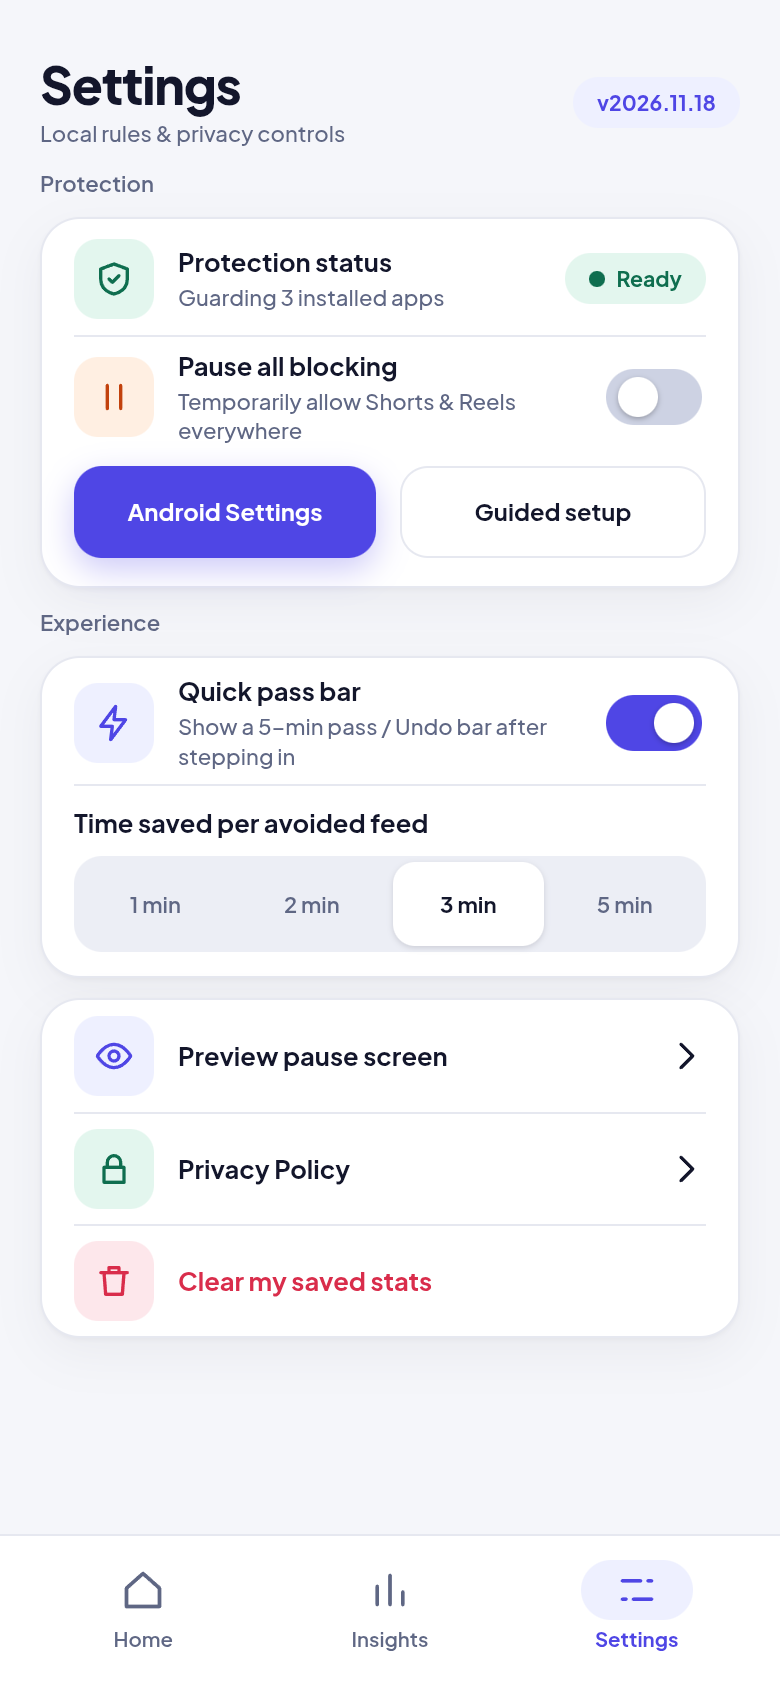 Settings
v2026.11.18
Local rules & privacy controls
Protection
Protection status
Guarding 3 installed apps
Ready
Pause all blocking
Temporarily allow Shorts & Reels
everywhere
Android Settings
Guided setup
Experience
Quick pass bar
Show a 5–min pass / Undo bar after
stepping in
Time saved per avoided feed
1 min
2 min
3 min
5 min
Preview pause screen
Privacy Policy
Clear my saved stats
Home
Insights
Settings